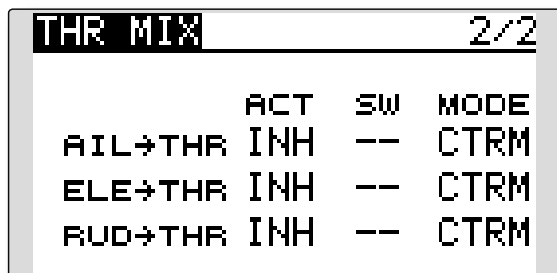 THR MIX 2/2
ACT SW MODE
AIL→THR INH -- CTRM
ELE→THR INH -- CTRM
RUD→THR INH -- CTRM